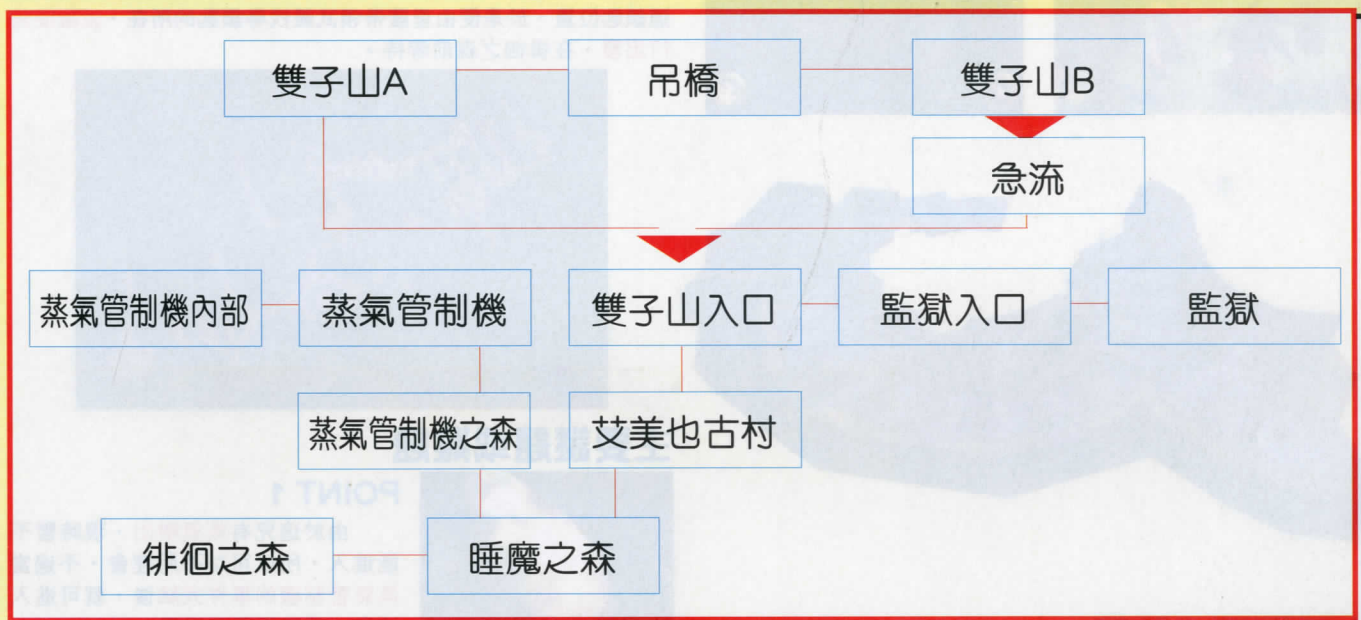 雙子山A
吊橋
雙子山B
急流
蒸氣管制機內部
蒸氣管制機
雙子山入口
監獄入口
監獄
蒸氣管制機之森
艾美也古村
徘徊之森
睡魔之森
POINT 1